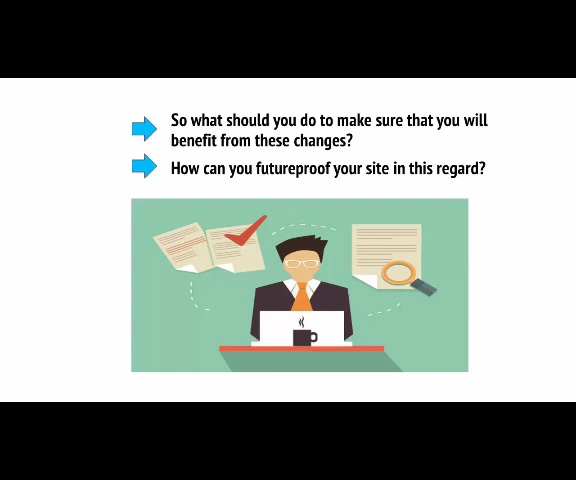 So what should you do to make sure that you will
benefit from these changes?
How can you futureproof your site in this regard?